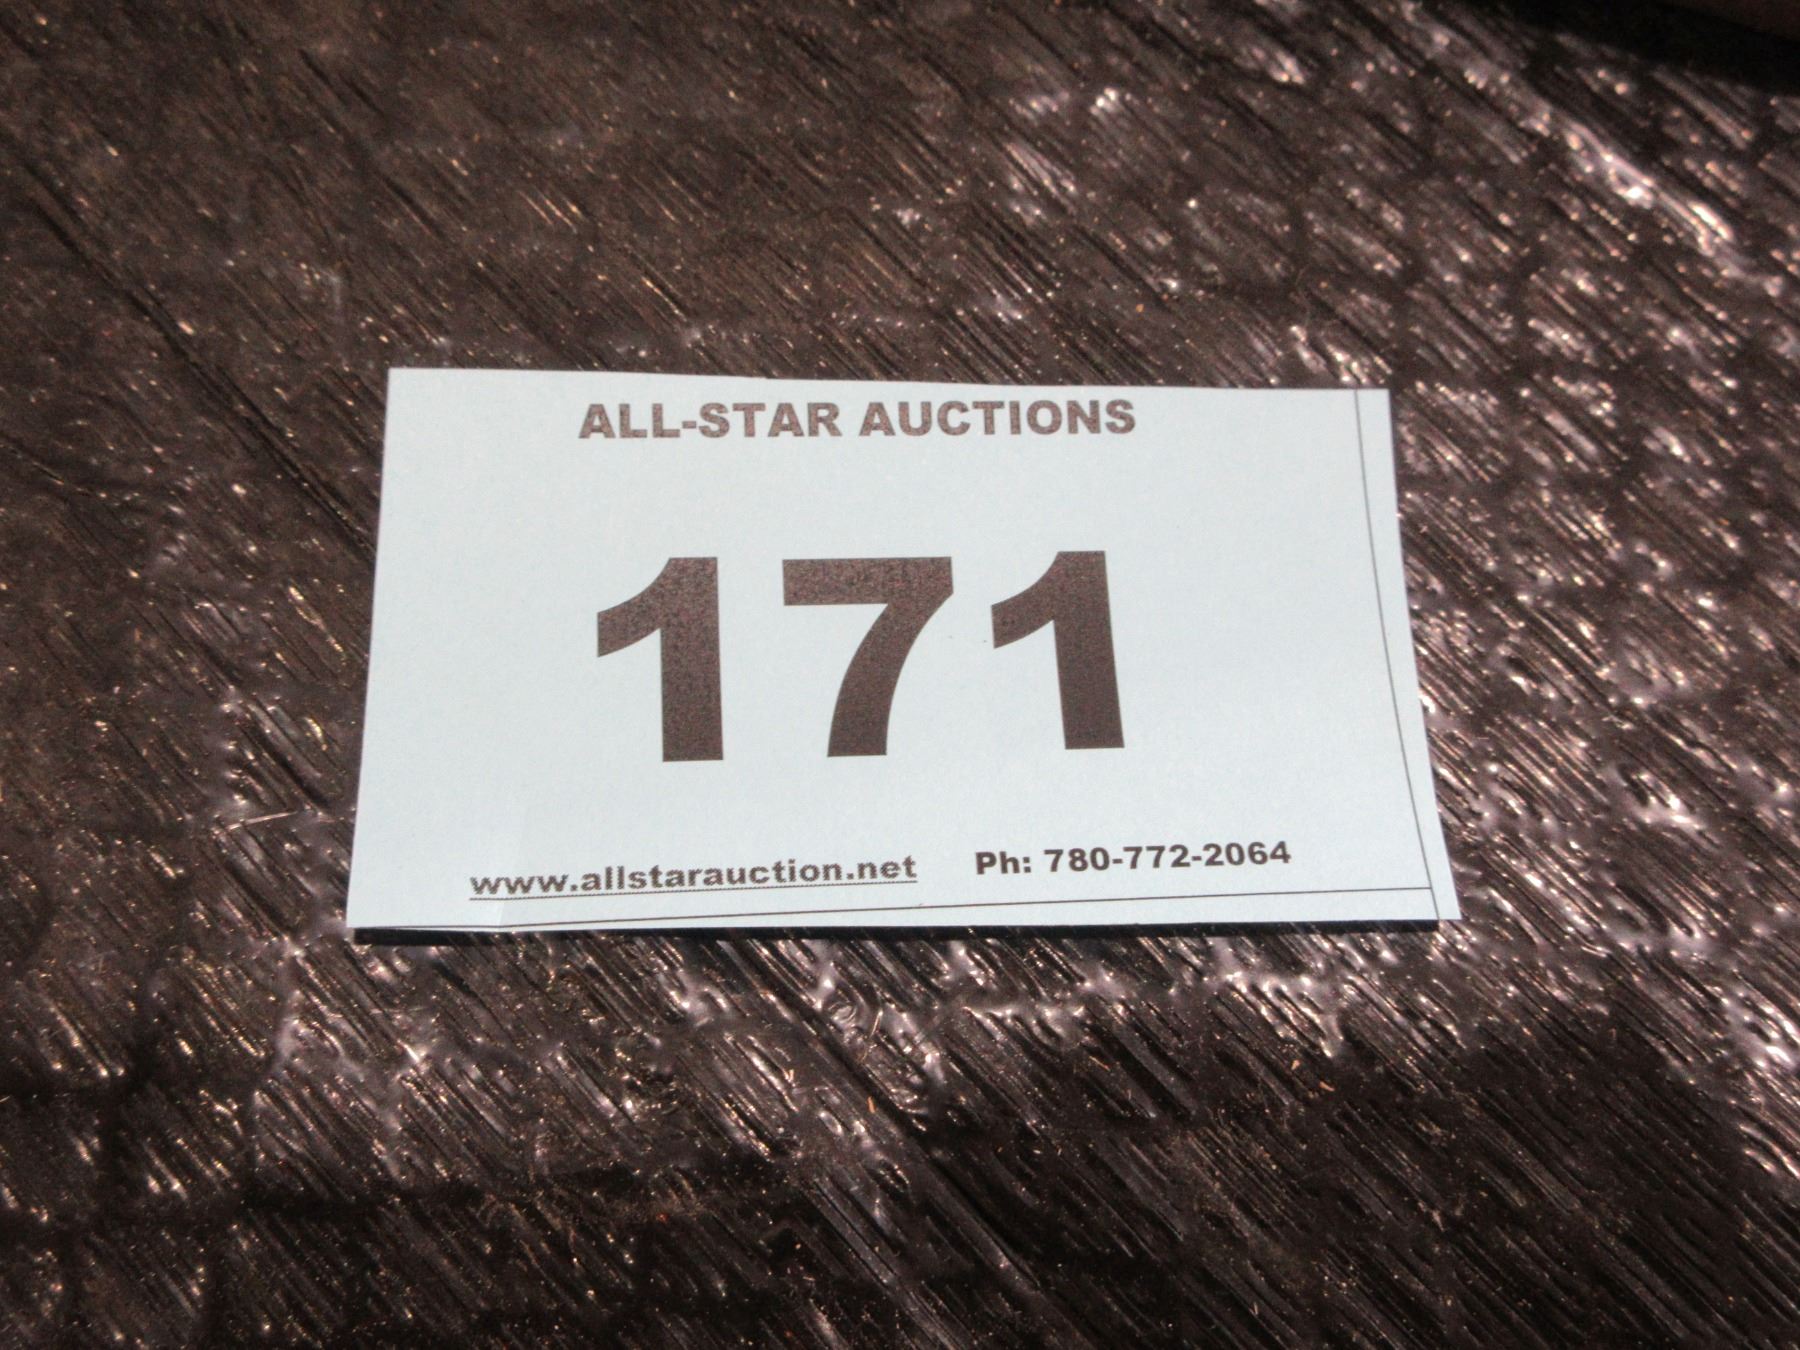 ALL-STAR AUCTIONS
171
www.allstarauction.net Ph: 780-772-2064